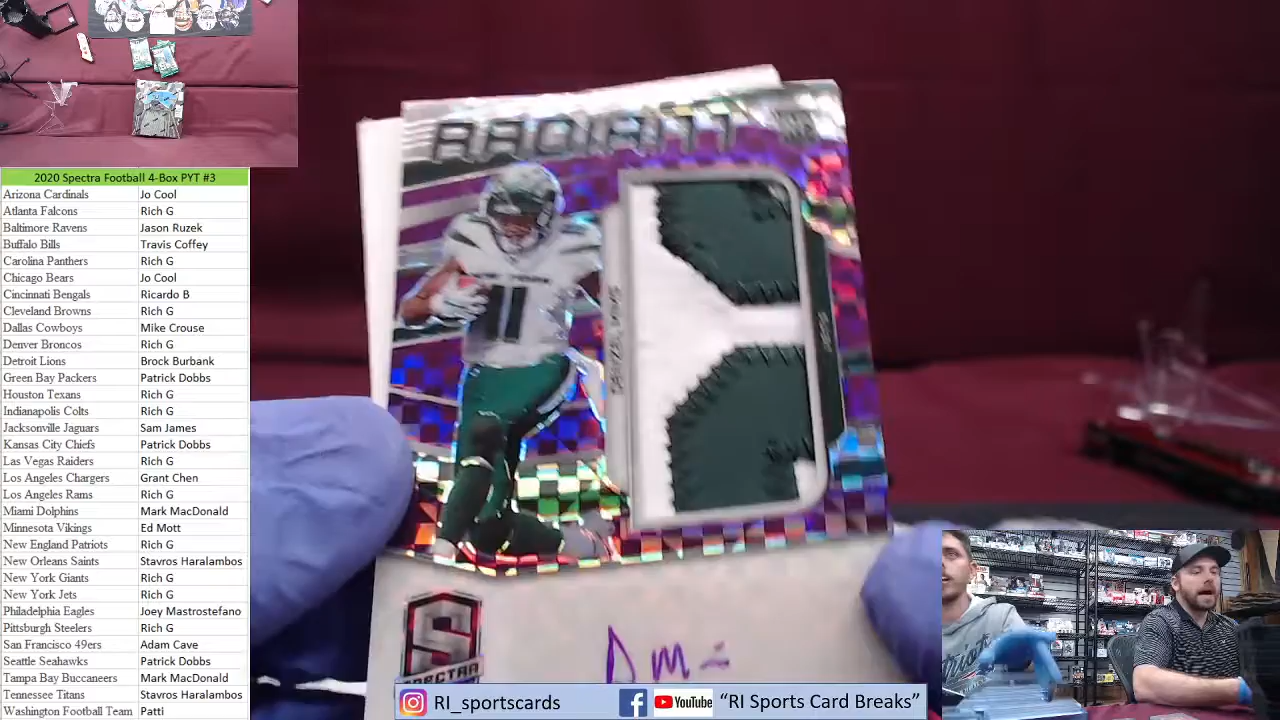 2020 Spectra Football 4-Box PYT #3
Arizona Cardinals Jo Cool
Atlanta Falcons Rich G
Baltimore Ravens Jason Ruzek
Buffalo Bills Travis Coffey
Carolina Panthers Rich G
Chicago Bears Jo Cool
Cincinnati Bengals Ricardo B
Cleveland Browns Rich G
Dallas Cowboys Mike Crouse
Denver Broncos Rich G
Detroit Lions Brock Burbank
Green Bay Packers Patrick Dobbs
Houston Texans Rich G
Indianapolis Colts Rich G
Jacksonville Jaguars Sam James
Kansas City Chiefs Patrick Dobbs
Las Vegas Raiders Rich G
Los Angeles Chargers Grant Chen
Los Angeles Rams Rich G
Miami Dolphins Mark MacDonald
Minnesota Vikings Ed Mott
New England Patriots Rich G
New Orleans Saints Stavros Haralambos
New York Giants Rich G
New York Jets Rich G
Philadelphia Eagles Joey Mastrostefano
Pittsburgh Steelers Rich G
San Francisco 49ers Adam Cave
Seattle Seahawks Patrick Dobbs
Tampa Bay Buccaneers Mark MacDonald
Tennessee Titans Stavros Haralambos
Washington Football Team Patti
RADIANT
11
DENZEL MIMS
JETS
SPECTRA
RI_sportscards
YouTube
“RI Sports Card Breaks”